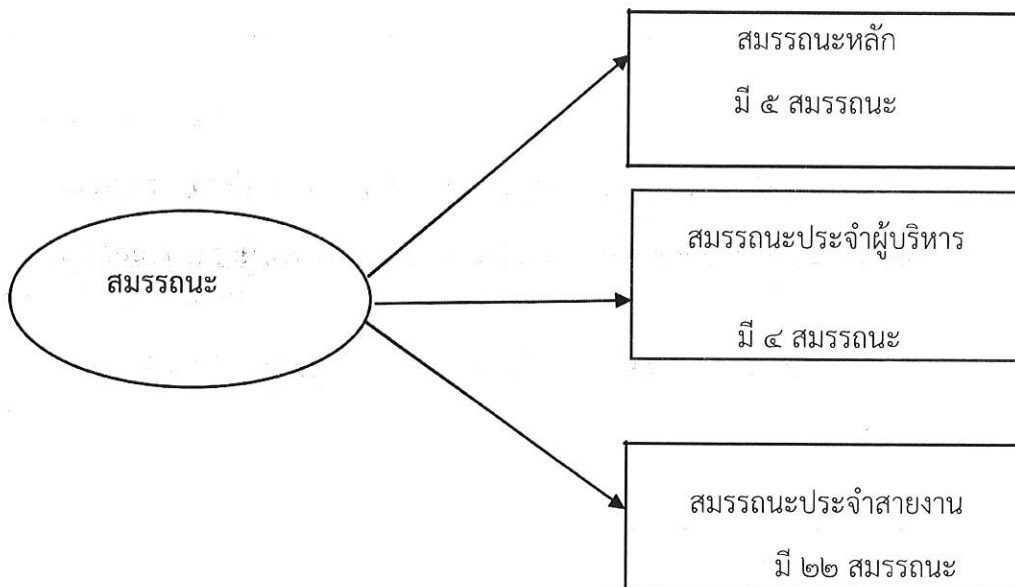 สมรรถนะหลัก
มี ๕ สมรรถนะ
สมรรถนะประจำผู้บริหาร
สมรรถนะ
มี ๔ สมรรถนะ
สมรรถนะประจำสายงาน
มี ๒๒ สมรรถนะ